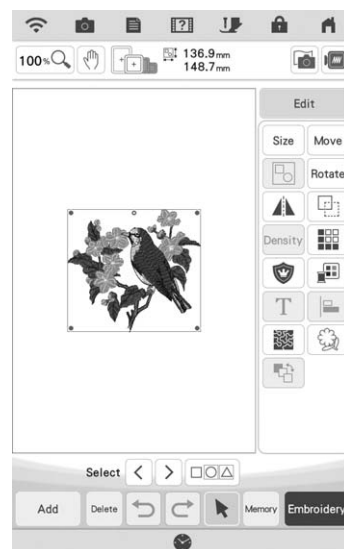 100%
136.9mm
148.7mm
Edit
Size Move
Rotate
Density
T
Select
Add Delete Memory Embroidery